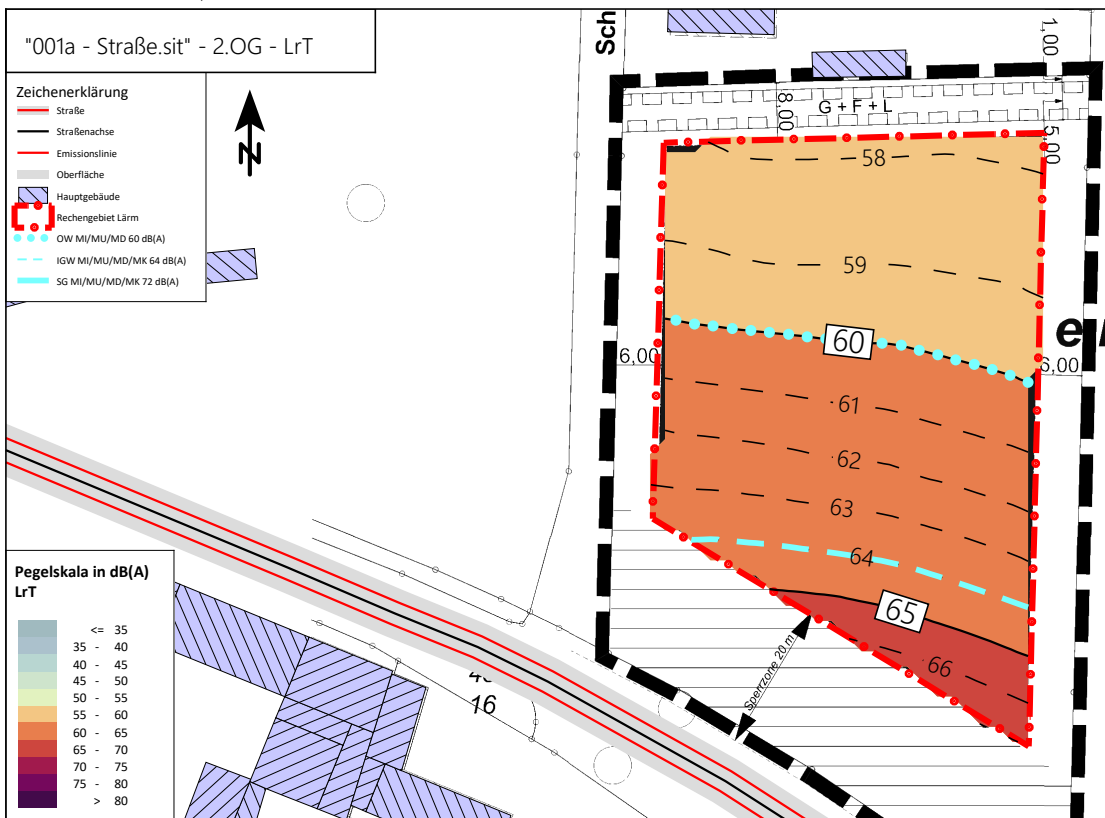 "001a - Straße.sit" - 2.OG - LrT
Zeichenerklärung
Straße
Straßenachse
Emissionslinie
Oberfläche
Hauptgebäude
Rechengebiet Lärm
OW MI/MU/MD 60 dB(A)
IGW MI/MU/MD/MK 64 dB(A)
SG MI/MU/MD/MK 72 dB(A)
N
Sch
1,00
8,00
G + F + L
5,00
58
59
60
6,00
6,00
61
62
63
64
65
66
Sperrzone 20 m
16
Pegelskala in dB(A)
LrT
<= 35
35 - 40
40 - 45
45 - 50
50 - 55
55 - 60
60 - 65
65 - 70
70 - 75
75 - 80
> 80